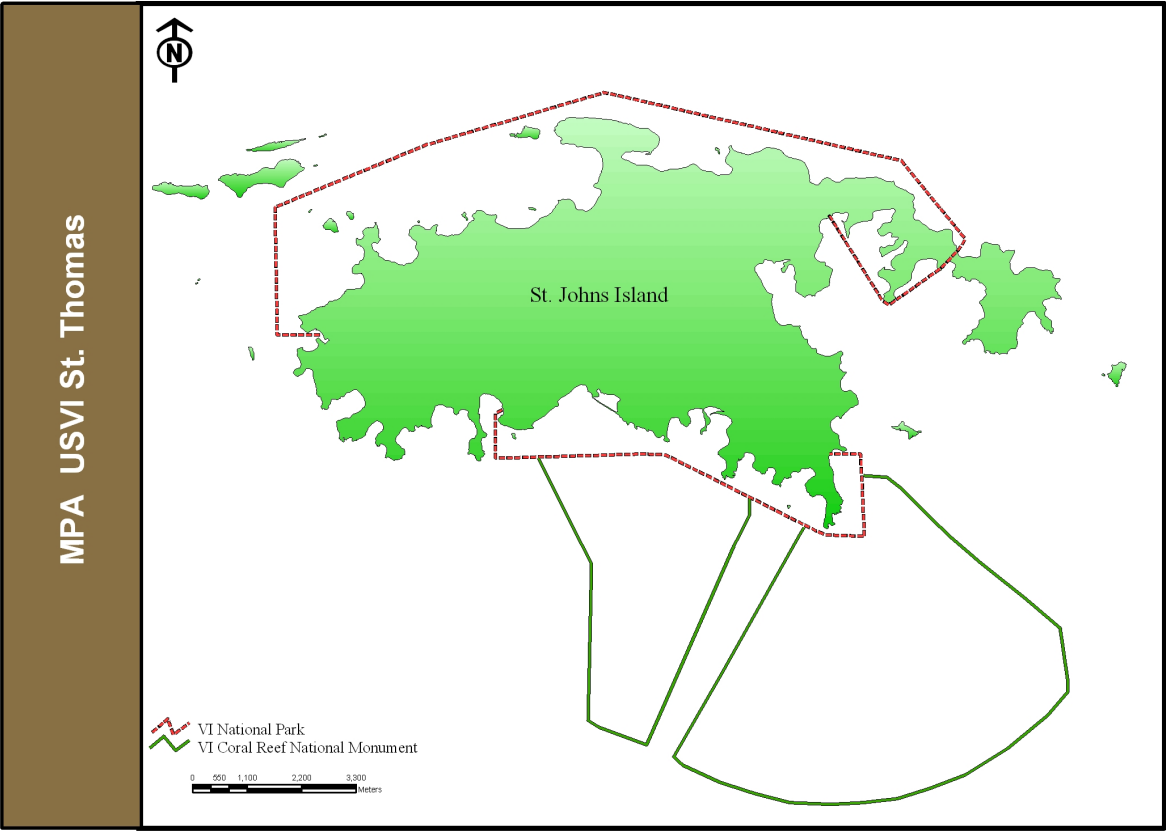 MPA USVI St. Thomas
N
St. Johns Island
VI National Park
VI Coral Reef National Monument
0 550 1,100 2,200 3,300
Meters